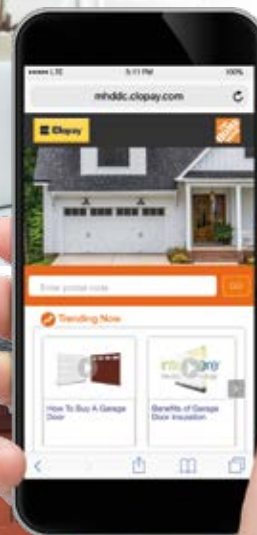 LTE 5:11 PM 100%
mhddc.clopay.com
Clopay
Enter postal code GO
Trending Now
How To Buy A Garage
Door
Benefits of Garage
Door Insulation